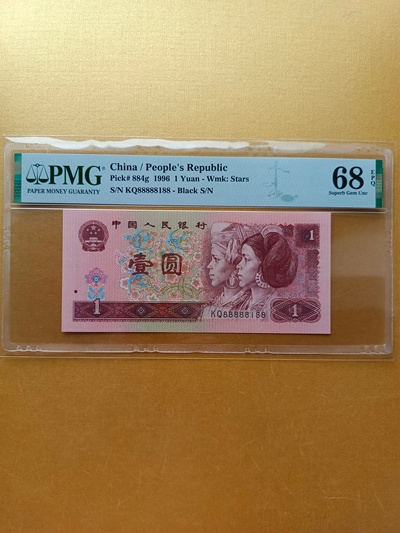 PMG
PAPER MONEY GUARANTY
China / People's Republic
Pick# 884g 1996 1 Yuan - Wmk: Stars
S/N KQ88888188 - Black S/N
68
EPQ
Superb Gem Unc
中国人民银行
1
壹圆
1
1
KQ88888188